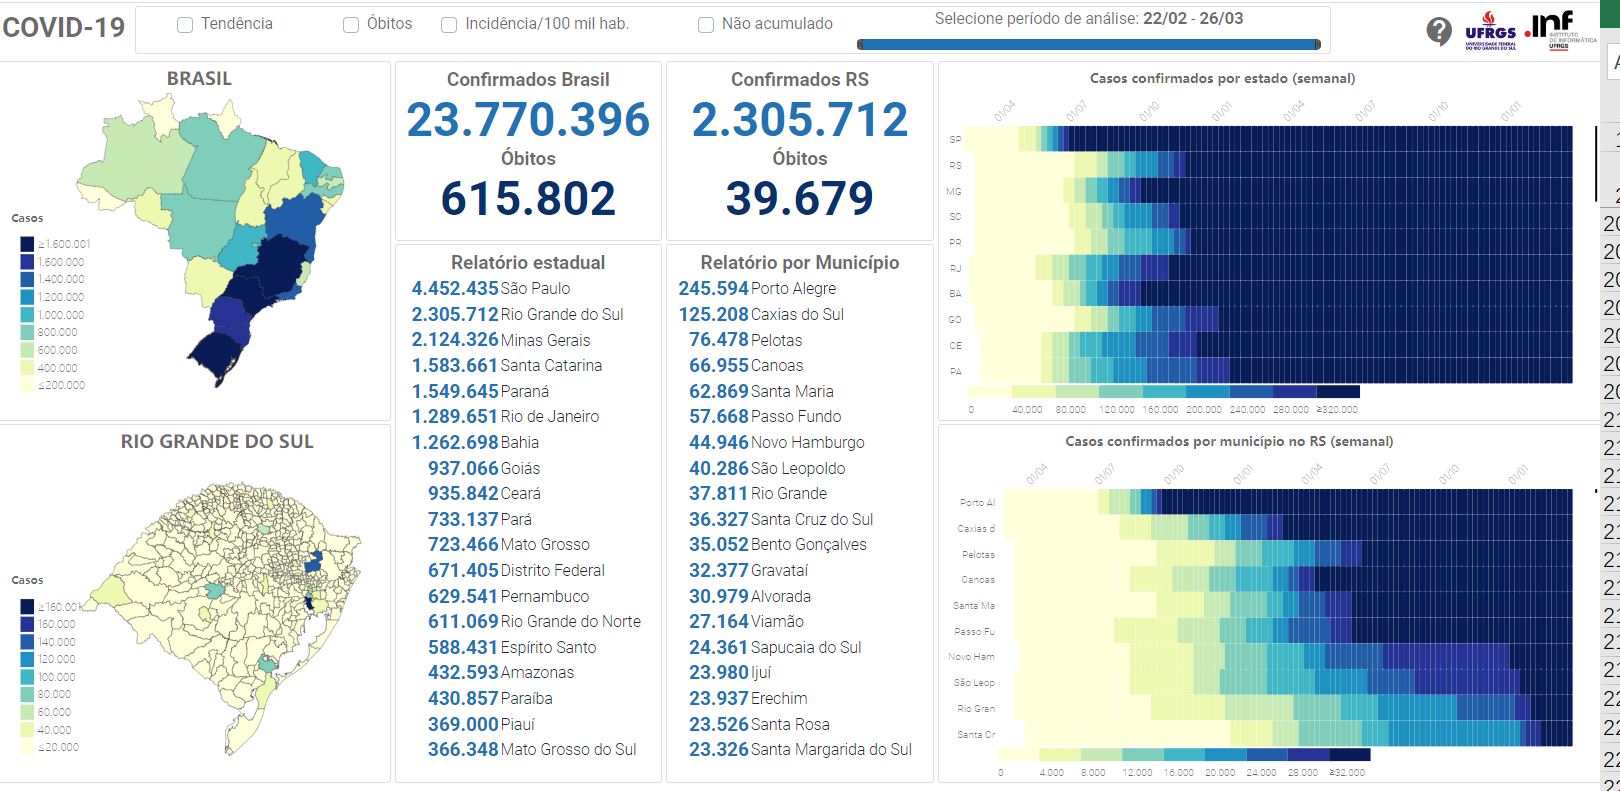 COVID-19
Tendência
Óbitos
Incidência/100 mil hab.
Não acumulado
Selecione período de análise: 22/02 - 26/03
UFRGS
UNIVERSIDADE FEDERAL
DO RIO GRANDE DO SUL
.inf
INSTITUTO
DE INFORMÁTICA
UFRGS
BRASIL
Casos
≥1.600.001
1.600.000
1.400.000
1.200.000
1.000.000
800.000
600.000
400.000
≤200.000
RIO GRANDE DO SUL
Casos
≥160.001
160.000
140.000
120.000
100.000
80.000
60.000
40.000
≤20.000
Confirmados Brasil
23.770.396
Óbitos
615.802
Confirmados RS
2.305.712
Óbitos
39.679
Relatório estadual
4.452.435 São Paulo
2.305.712 Rio Grande do Sul
2.124.326 Minas Gerais
1.583.661 Santa Catarina
1.549.645 Paraná
1.289.651 Rio de Janeiro
1.262.698 Bahia
937.066 Goiás
935.842 Ceará
733.137 Pará
723.466 Mato Grosso
671.405 Distrito Federal
629.541 Pernambuco
611.069 Rio Grande do Norte
588.431 Espírito Santo
432.593 Amazonas
430.857 Paraíba
369.000 Piauí
366.348 Mato Grosso do Sul
Relatório por Município
245.594 Porto Alegre
125.208 Caxias do Sul
76.478 Pelotas
66.955 Canoas
62.869 Santa Maria
57.668 Passo Fundo
44.946 Novo Hamburgo
40.286 São Leopoldo
37.811 Rio Grande
36.327 Santa Cruz do Sul
35.052 Bento Gonçalves
32.377 Gravataí
30.979 Alvorada
27.164 Viamão
24.361 Sapucaia do Sul
23.980 Ijuí
23.937 Erechim
23.526 Santa Rosa
23.326 Santa Margarida do Sul
Casos confirmados por estado (semanal)
01/04 01/07 01/10 01/01 01/04 01/07 01/10 01/01
SP
RS
MG
SC
PR
RJ
BA
GO
CE
PA
0 40.000 80.000 120.000 160.000 200.000 240.000 280.000 ≥320.000
Casos confirmados por município no RS (semanal)
01/04 01/07 01/10 01/01 01/04 01/07 01/10 01/01
Porto Al
Caxias d
Pelotas
Canoas
Santa Ma
Passo Fu
Novo Ham
São Leop
Rio Gran
Santa Cr
0 4.000 8.000 12.000 16.000 20.000 24.000 28.000 ≥32.000